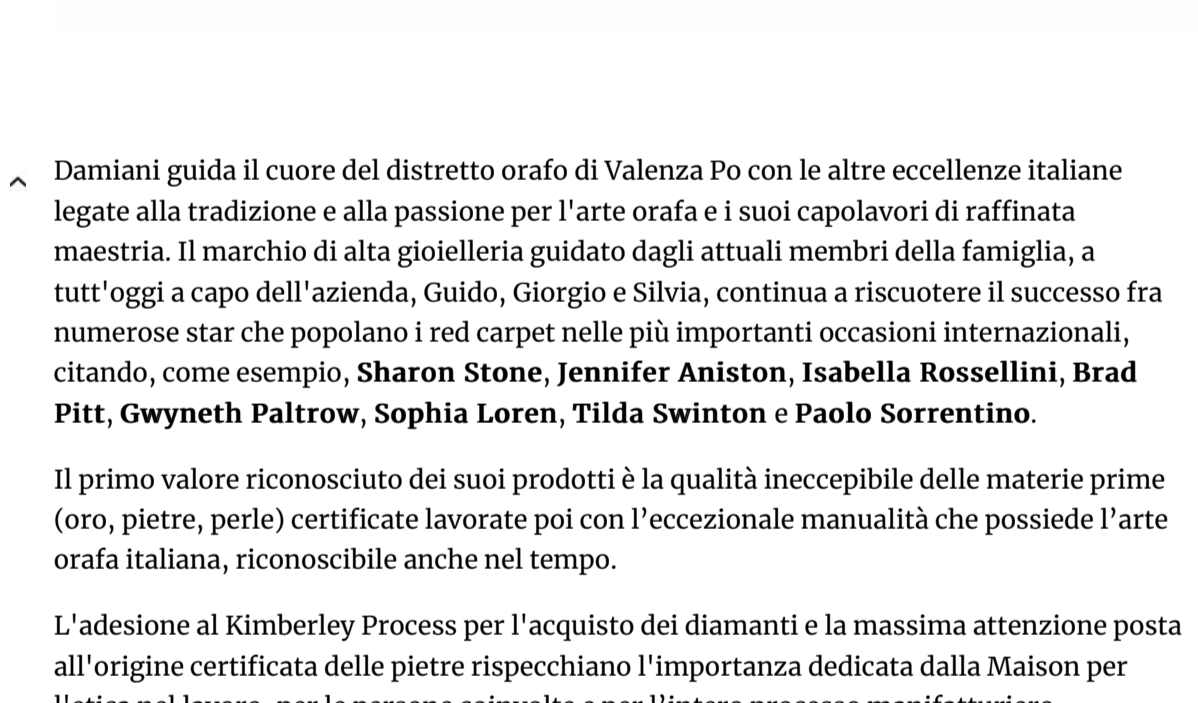 Damiani guida il cuore del distretto orafo di Valenza Po con le altre eccellenze italiane
legate alla tradizione e alla passione per l'arte orafa e i suoi capolavori di raffinata
maestria. Il marchio di alta gioielleria guidato dagli attuali membri della famiglia, a
tutt'oggi a capo dell'azienda, Guido, Giorgio e Silvia, continua a riscuotere il successo fra
numerose star che popolano i red carpet nelle più importanti occasioni internazionali,
citando, come esempio, Sharon Stone, Jennifer Aniston, Isabella Rossellini, Brad
Pitt, Gwyneth Paltrow, Sophia Loren, Tilda Swinton e Paolo Sorrentino.
Il primo valore riconosciuto dei suoi prodotti è la qualità ineccepibile delle materie prime
(oro, pietre, perle) certificate lavorate poi con l’eccezionale manualità che possiede l’arte
orafa italiana, riconoscibile anche nel tempo.
L'adesione al Kimberley Process per l'acquisto dei diamanti e la massima attenzione posta
all'origine certificata delle pietre rispecchiano l'importanza dedicata dalla Maison per